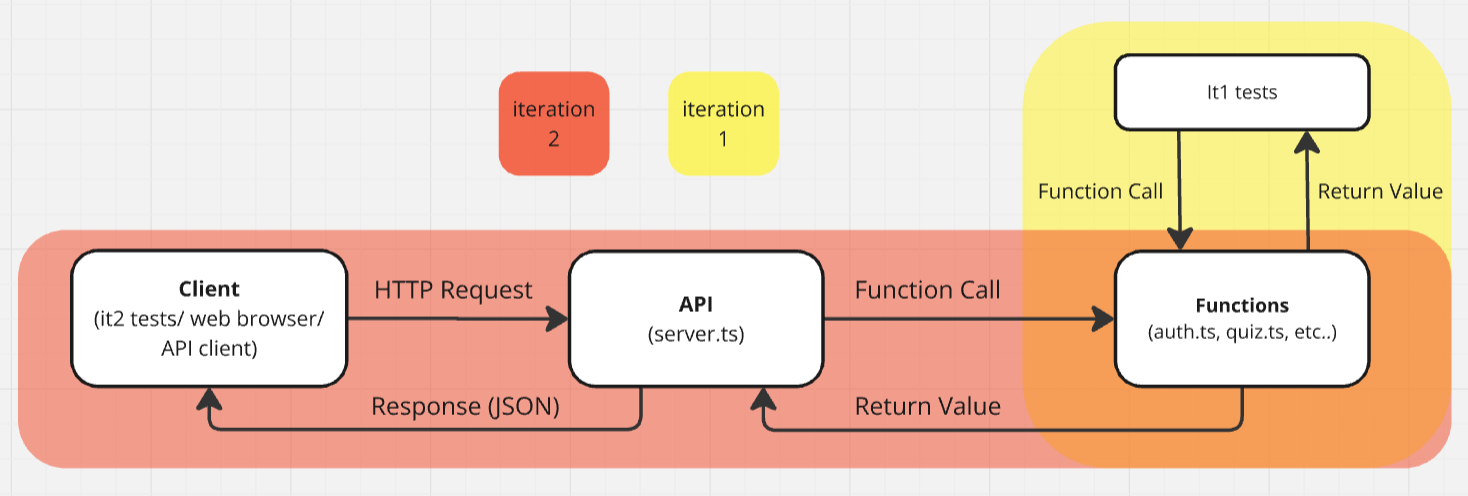 iteration
2
iteration
1
It1 tests
Function Call
Return Value
Client
(it2 tests/ web browser/
API client)
HTTP Request
API
(server.ts)
Function Call
Functions
(auth.ts, quiz.ts, etc..)
Response (JSON)
Return Value